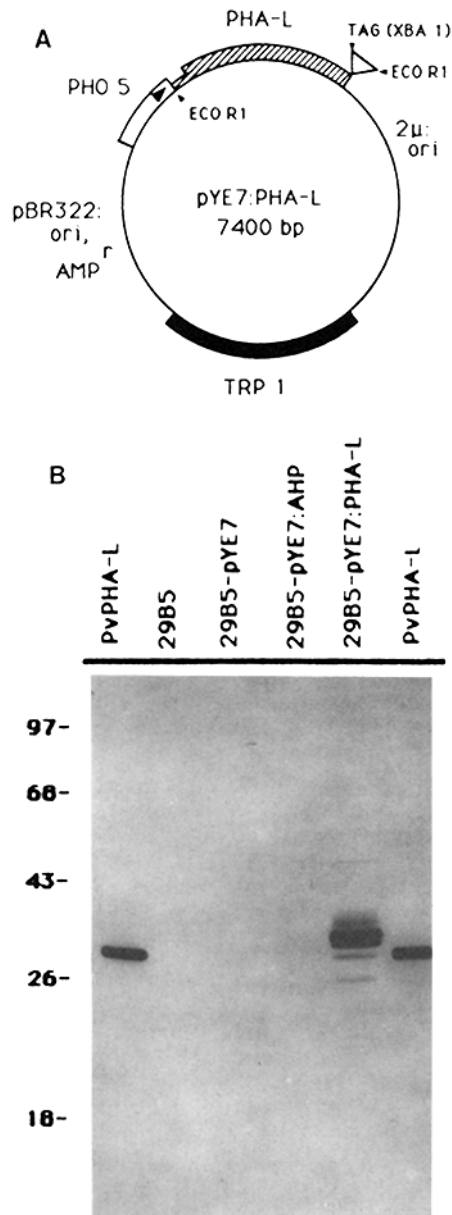 A
PHA-L
TAG (XBA 1)
ECO R1
PHO 5
ECO R1
2µ:
ori
pYE7:PHA-L
7400 bp
pBR322:
ori,
AMP r
TRP 1
B
PvPHA-L
29B5
29B5-pYE7
29B5-pYE7:AHP
29B5-pYE7:PHA-L
PvPHA-L
97-
68-
43-
26-
18-